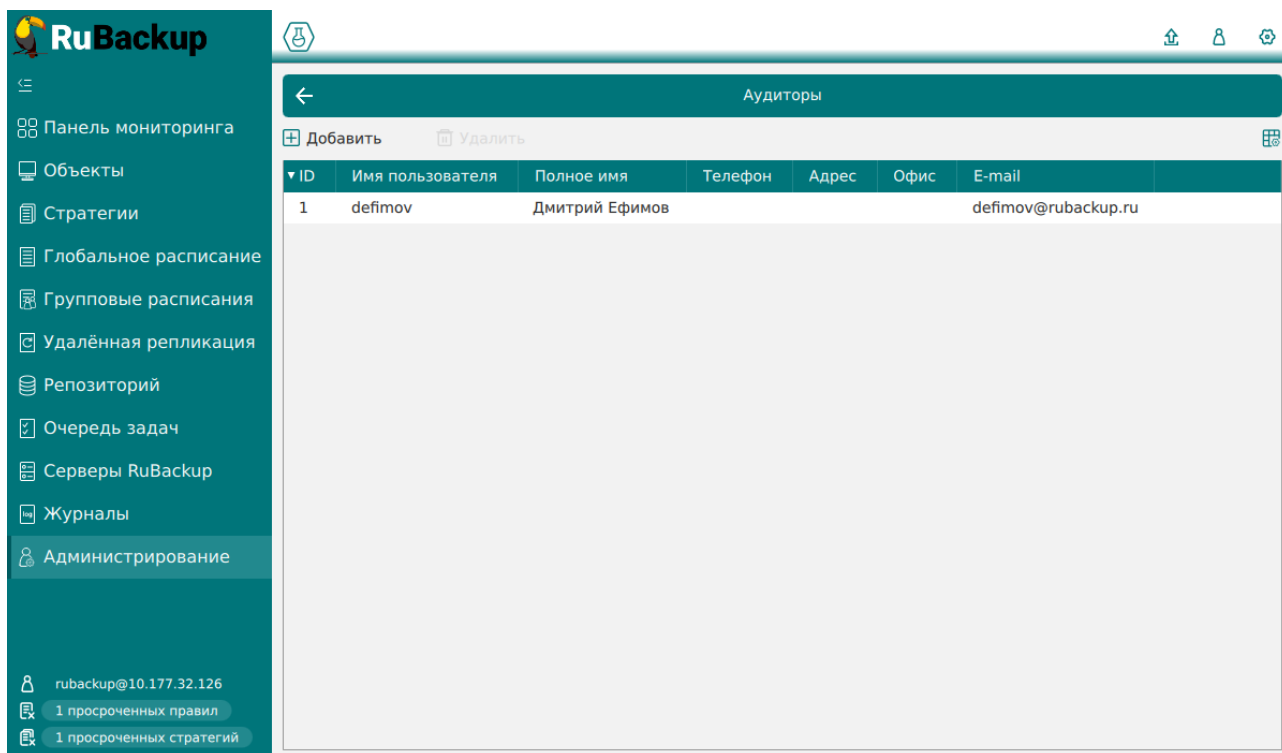 RuBackup
Аудиторы
Панель мониторинга
Объекты
Стратегии
Глобальное расписание
Групповые расписания
Удалённая репликация
Репозиторий
Очередь задач
Серверы RuBackup
Журналы
Администрирование
Добавить Удалить
ID Имя пользователя Полное имя Телефон Адрес Офис E-mail
1 defimov Дмитрий Ефимов defimov@rubackup.ru
rubackup@10.177.32.126
1 просроченных правил
1 просроченных стратегий